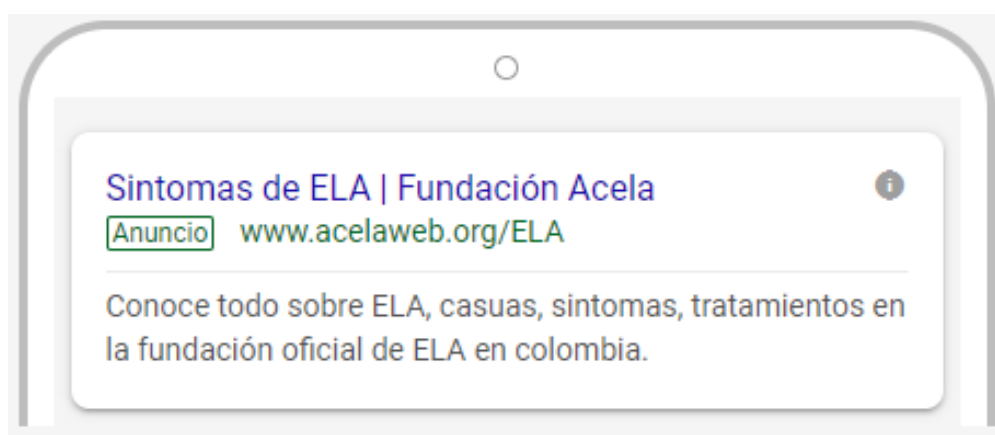 Sintomas de ELA | Fundación Acela
Anuncio www.acelaweb.org/ELA
Conoce todo sobre ELA, casuas, sintomas, tratamientos en
la fundación oficial de ELA en colombia.